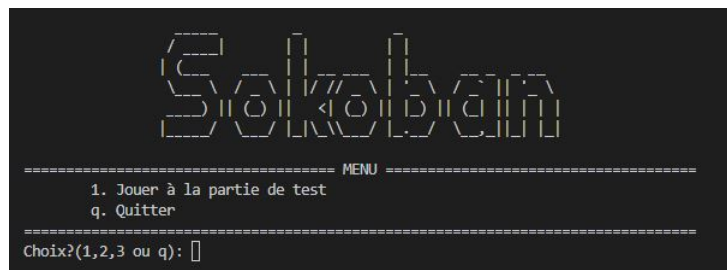 Sokoban
===================================== MENU =====================================
1. Jouer à la partie de test
q. Quitter
================================================================================
Choix?(1,2,3 ou q):